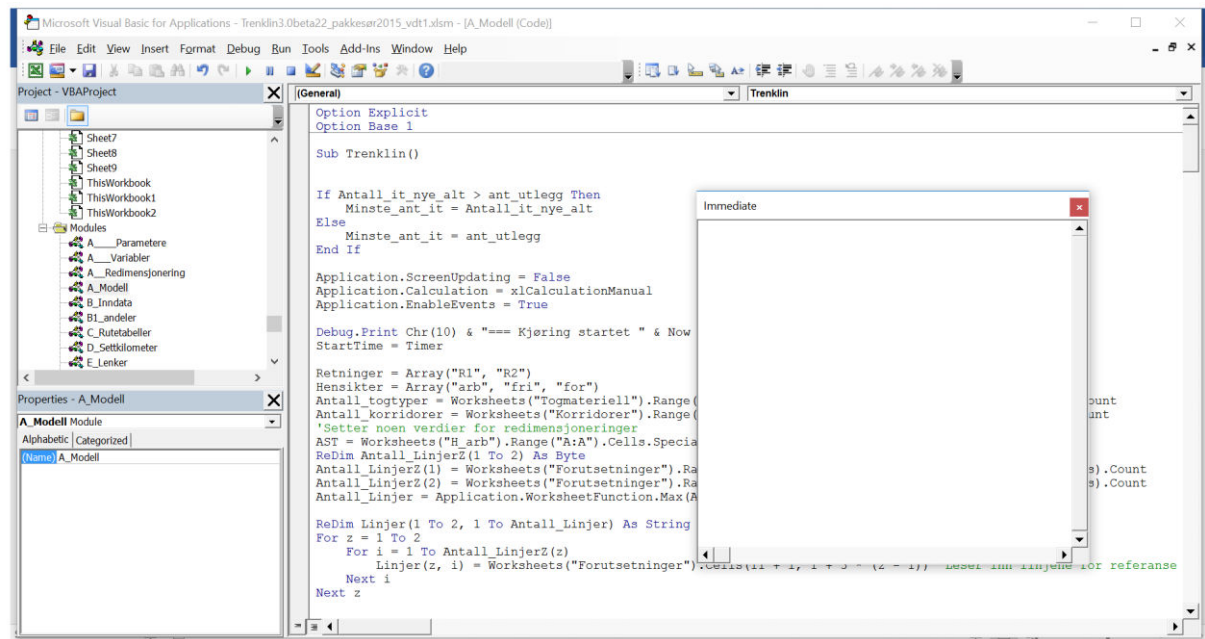 Microsoft Visual Basic for Applications - Trenklin3.0beta22_pakkesør2015_vdt1.xlsm - [A_Modell (Code)]
File Edit View Insert Format Debug Run Tools Add-Ins Window Help
Project - VBAProject
Sheet7
Sheet8
Sheet9
ThisWorkbook
ThisWorkbook1
ThisWorkbook2
Modules
A____Parametere
A___Variabler
A__Redimensjonering
A_Modell
B_Inndata
B1_andeler
C_Rutetabeller
D_Settkilometer
E_Lenker
Properties - A_Modell
A_Modell Module
Alphabetic Categorized
(Name) A_Modell
(General) Trenklin
Option Explicit
Option Base 1
Sub Trenklin()
If Antall_it_nye_alt > ant_utlegg Then
Minste_ant_it = Antall_it_nye_alt
Else
Minste_ant_it = ant_utlegg
End If
Application.ScreenUpdating = False
Application.Calculation = xlCalculationManual
Application.EnableEvents = True
Debug.Print Chr(10) & "=== Kjøring startet " & Now
StartTime = Timer
Retninger = Array("R1", "R2")
Hensikter = Array("arb", "fri", "for")
Antall_togtyper = Worksheets("Togmateriell").Range(
Antall_korridorer = Worksheets("Korridorer").Range(
'Setter noen verdier for redimensjoneringer
AST = Worksheets("H_arb").Range("A:A").Cells.Specia
ReDim Antall_LinjerZ(1 To 2) As Byte
Antall_LinjerZ(1) = Worksheets("Forutsetninger").Ra s).Count
Antall_LinjerZ(2) = Worksheets("Forutsetninger").Ra s).Count
Antall_Linjer = Application.WorksheetFunction.Max(A
ReDim Linjer(1 To 2, 1 To Antall_Linjer) As String
For z = 1 To 2
For i = 1 To Antall_LinjerZ(z)
Linjer(z, i) = Worksheets("Forutsetninger").
Next i
Next z
Immediate